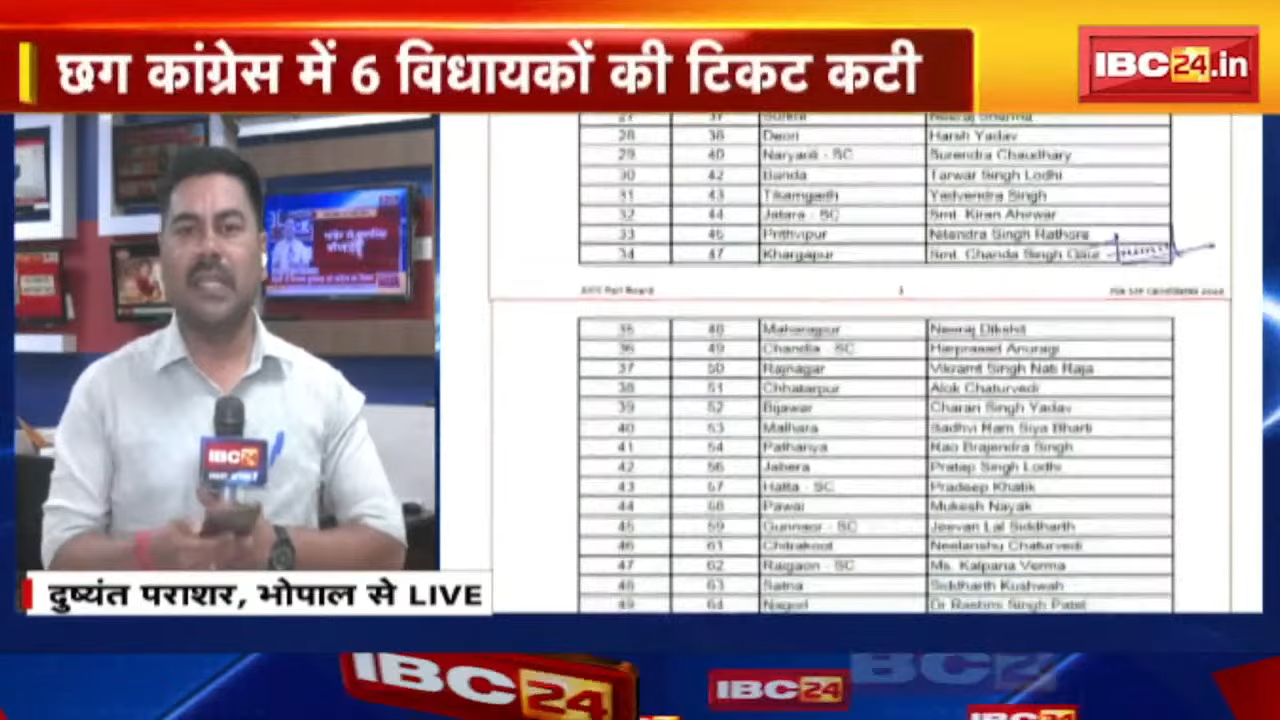 छग कांग्रेस में 6 विधायकों की टिकट कटी
IBC24.in
28 38 Deori Harsh Yadav
29 40 Naryaoli - SC Surendra Chaudhary
30 42 Banda Tarwar Singh Lodhi
31 43 Tikamgarh Yadvendra Singh
32 44 Jatara - SC Smt. Kiran Ahirwar
33 45 Prithvipur Nitendra Singh Rathore
34 47 Khargapur Smt. Chanda Singh Gaur
35 48 Maharajpur Neeraj Dikshit
36 49 Chandla - SC Harprasad Anuragi
37 50 Rajnagar Vikramt Singh Nati Raja
38 51 Chhatarpur Alok Chaturvedi
39 52 Bijawar Charan Singh Yadav
40 53 Malhara Sadhvi Ram Siya Bharti
41 54 Pathariya Rao Brajendra Singh
42 56 Jabera Pratap Singh Lodhi
43 57 Hatta - SC Pradeep Khatik
44 58 Pawai Mukesh Nayak
45 59 Gunnaor - SC Jeevan Lal Siddharth
46 61 Chitrakoot Neelanshu Chaturvedi
47 62 Raigaon - SC Ms. Kalpana Verma
48 63 Satna Siddharth Kushwah
49 64 Nagod Dr Rashmi Singh Patel
IBC24
दुष्यंत पराशर, भोपाल से LIVE
IBC24
IBC24
IBC24
IBC24